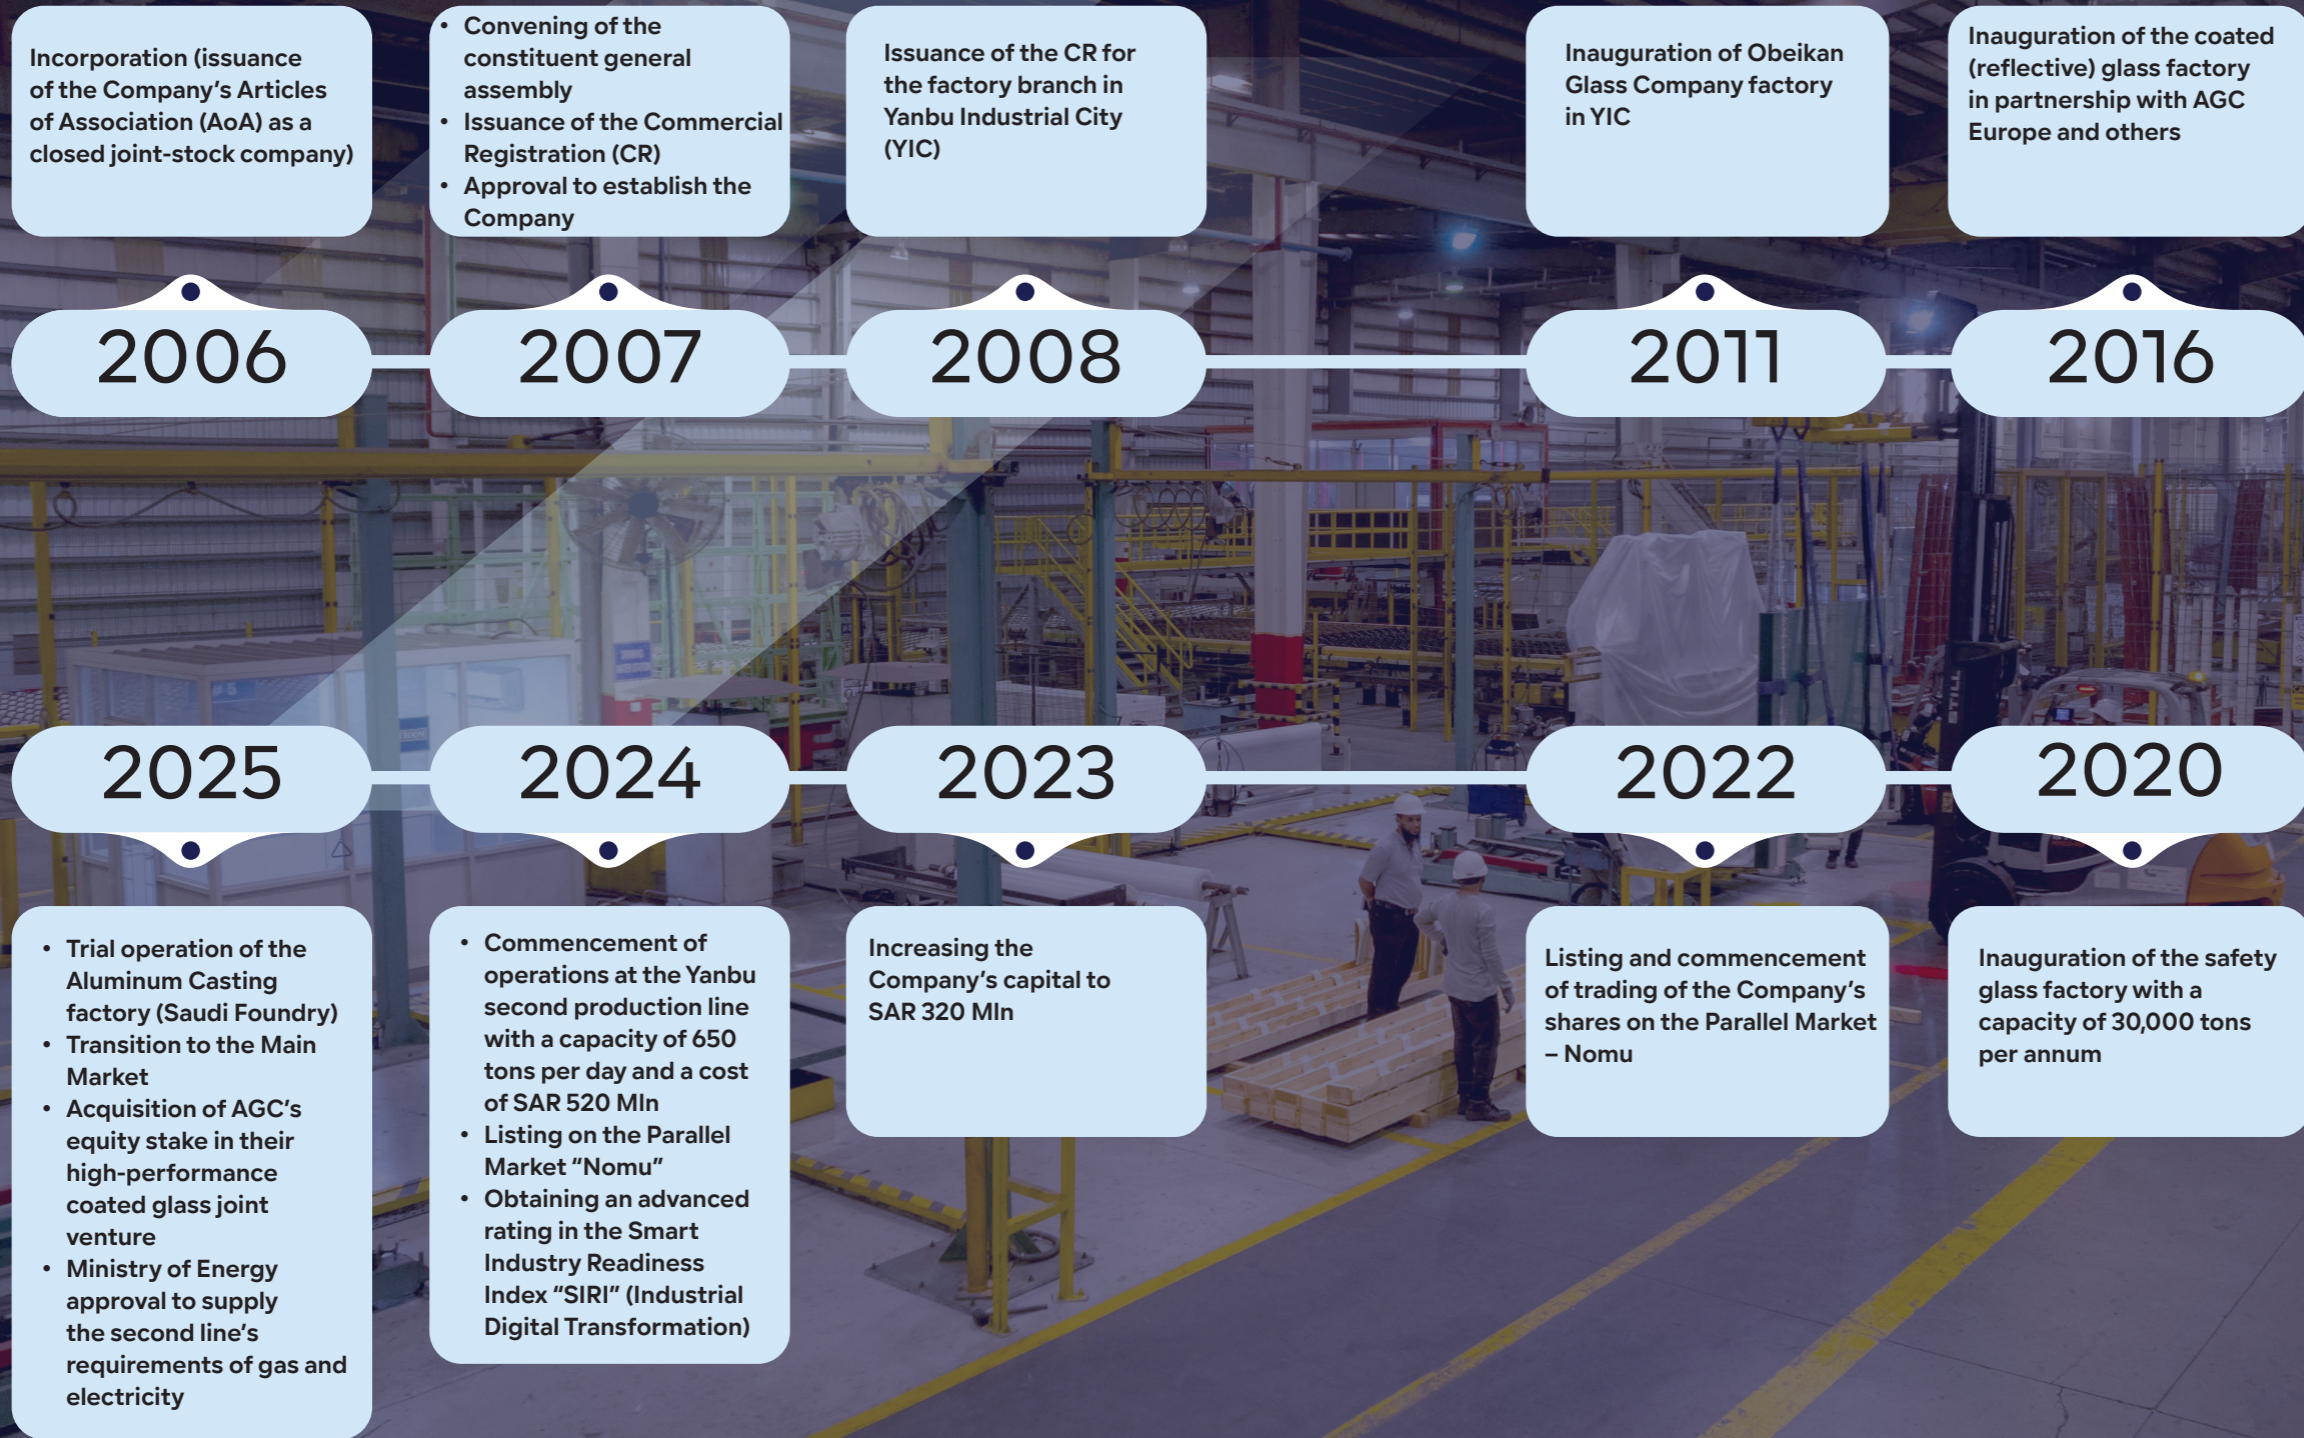 Incorporation (issuance
of the Company's Articles
of Association (AoA) as a
closed joint-stock company)
• Convening of the
constituent general
assembly
• Issuance of the Commercial
Registration (CR)
• Approval to establish the
Company
Issuance of the CR for
the factory branch in
Yanbu Industrial City
(YIC)
Inauguration of Obeikan
Glass Company factory
in YIC
Inauguration of the coated
(reflective) glass factory
in partnership with AGC
Europe and others
2006
2007
2008
2011
2016
2025
2024
2023
2022
2020
• Trial operation of the
Aluminum Casting
factory (Saudi Foundry)
• Transition to the Main
Market
• Acquisition of AGC's
equity stake in their
high-performance
coated glass joint
venture
• Ministry of Energy
approval to supply
the second line's
requirements of gas and
electricity
• Commencement of
operations at the Yanbu
second production line
with a capacity of 650
tons per day and a cost
of SAR 520 Mln
• Listing on the Parallel
Market “Nomu”
• Obtaining an advanced
rating in the Smart
Industry Readiness
Index “SIRI” (Industrial
Digital Transformation)
Increasing the
Company's capital to
SAR 320 Mln
Listing and commencement
of trading of the Company's
shares on the Parallel Market
– Nomu
Inauguration of the safety
glass factory with a
capacity of 30,000 tons
per annum